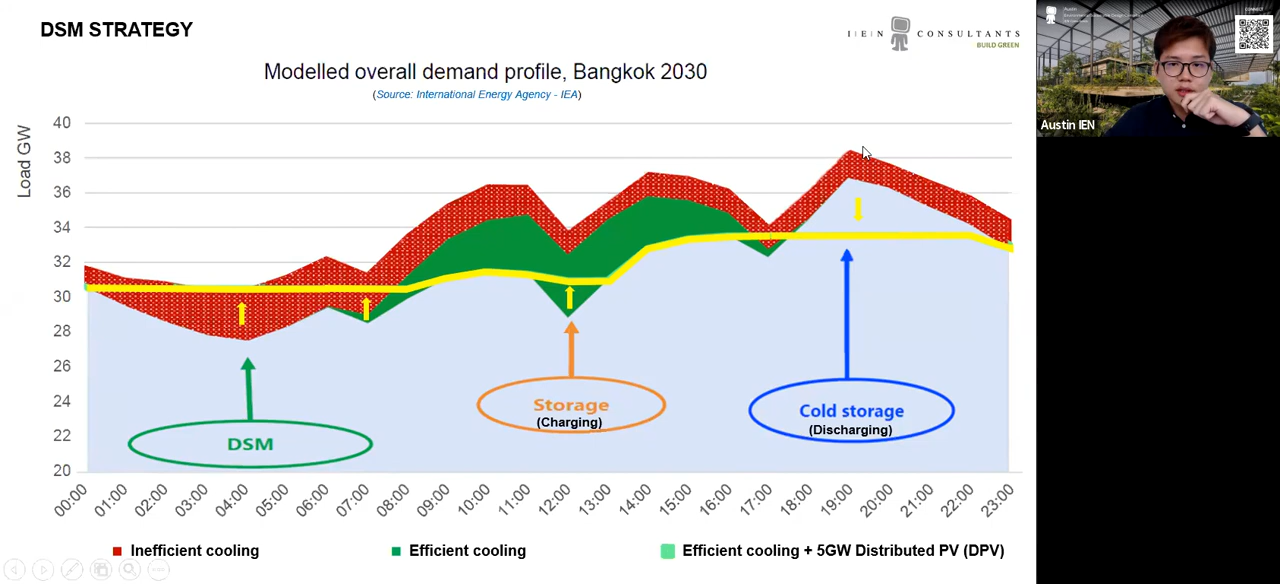 DSM STRATEGY
I|E|N CONSULTANTS
BUILD GREEN
Modelled overall demand profile, Bangkok 2030
(Source: International Energy Agency - IEA)
Load GW
40
38
36
34
32
30
28
26
24
22
20
DSM
Storage
(Charging)
Cold storage
(Discharging)
00:00
01:00
02:00
03:00
04:00
05:00
06:00
07:00
08:00
09:00
10:00
11:00
12:00
13:00
14:00
15:00
16:00
17:00
18:00
19:00
20:00
21:00
22:00
23:00
Inefficient cooling
Efficient cooling
Efficient cooling + 5GW Distributed PV (DPV)
Austin
CONNECT
Austin IEN